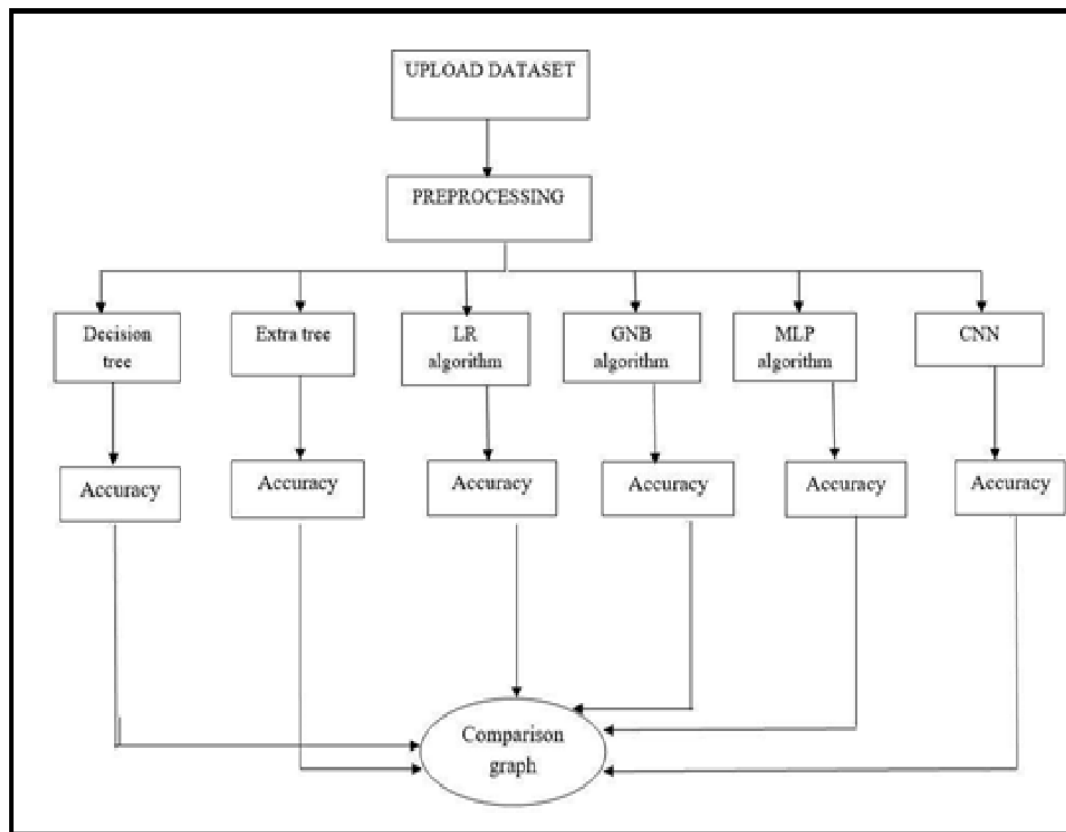 UPLOAD DATASET
PREPROCESSING
Decision
tree
Extra tree
LR
algorithm
GNB
algorithm
MLP
algorithm
CNN
Accuracy
Accuracy
Accuracy
Accuracy
Accuracy
Accuracy
Comparison
graph